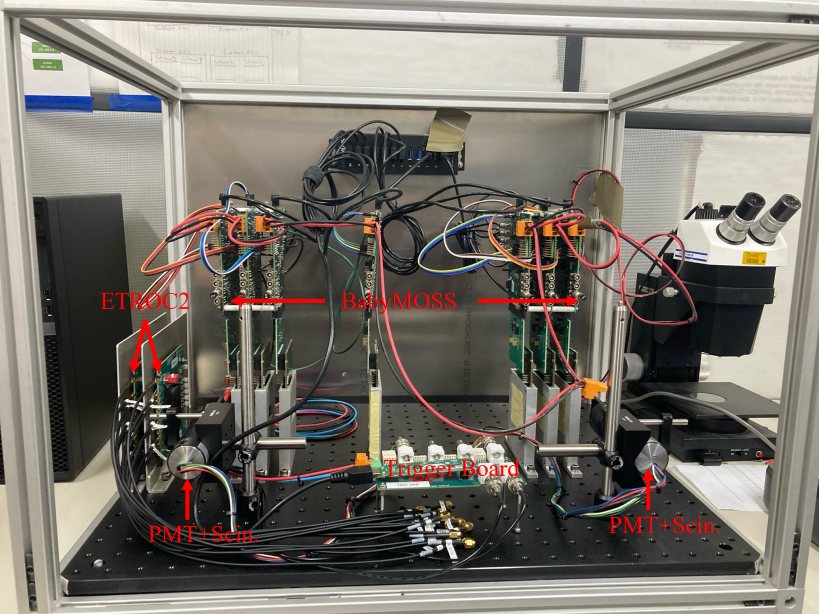 ETROC2
BabyMOSS
Trigger Board
PMT+Scin.
PMT+Scin.